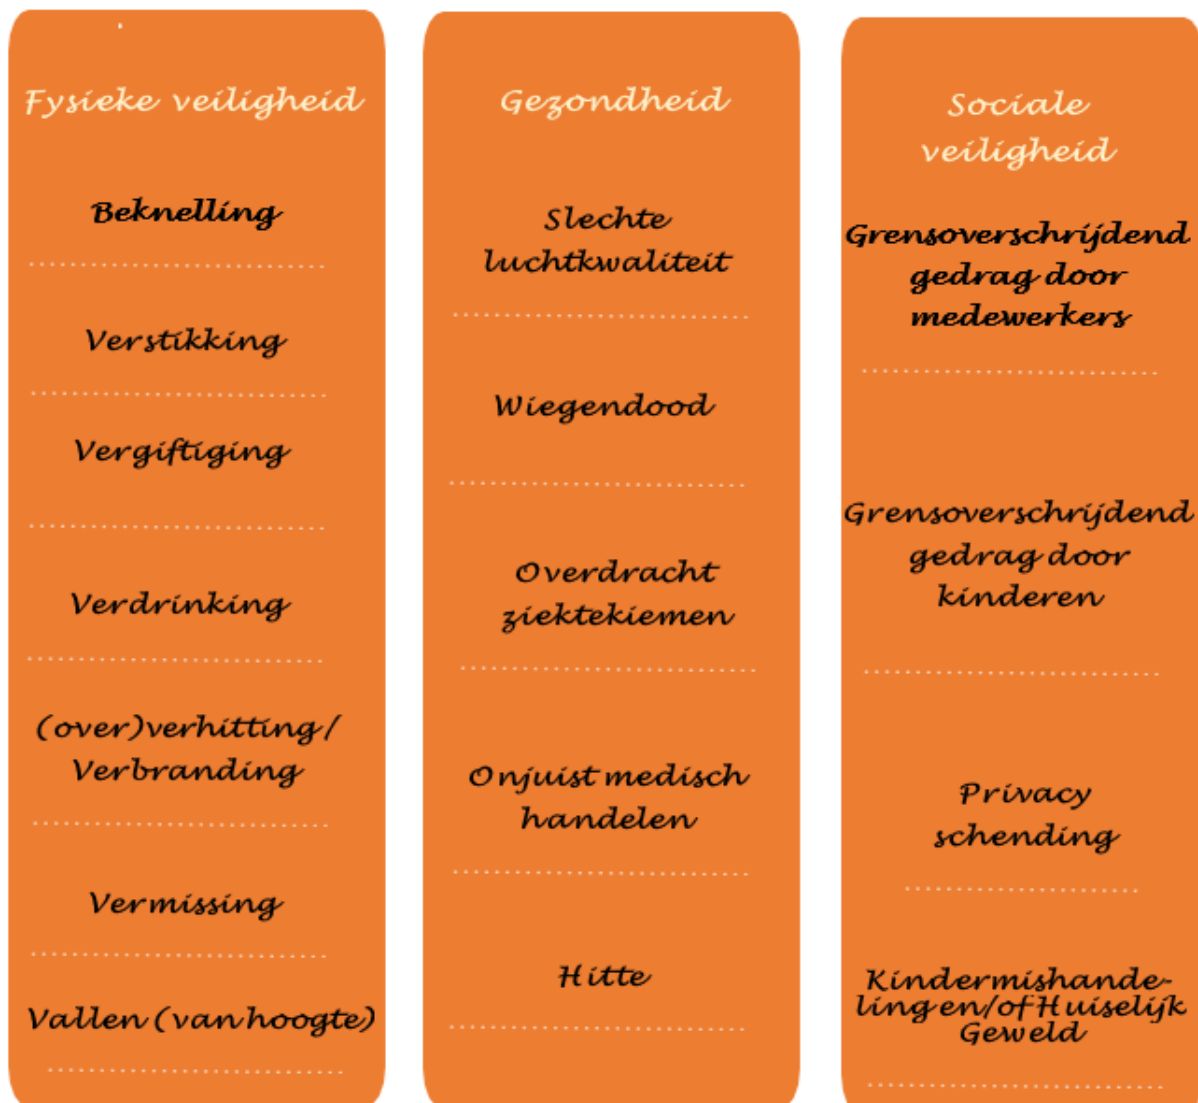 Fysieke veiligheid
Beknelling
Verstikking
Vergiftiging
Verdrinking
(over)verhitting/
Verbranding
Vermissing
Vallen (van hoogte)
Gezondheid
Slechte
luchtkwaliteit
Wiegendood
Overdracht
ziektekiemen
Onjuist medisch
handelen
Hitte
Sociale
veiligheid
Grensoverschrijdend
gedrag door
medewerkers
Grensoverschrijdend
gedrag door
kinderen
Privacy
schending
Kindermishande-
ling en/of Huiselijk
Geweld